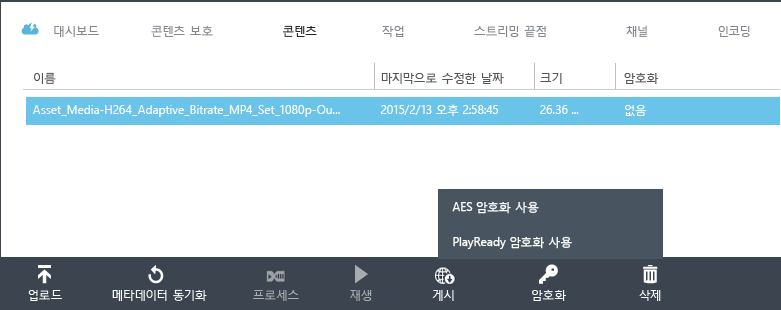 대시보드 콘텐츠 보호 콘텐츠 작업 스트리밍 끝점 채널 인코딩
이름 마지막으로 수정한 날짜 크기 암호화
Asset_Media-H264_Adaptive_Bitrate_MP4_Set_1080p-Ou... 2015/2/13 오후 2:58:45 26.36 ... 없음
AES 암호화 사용
PlayReady 암호화 사용
업로드 메타데이터 동기화 프로세스 재생 게시 암호화 삭제